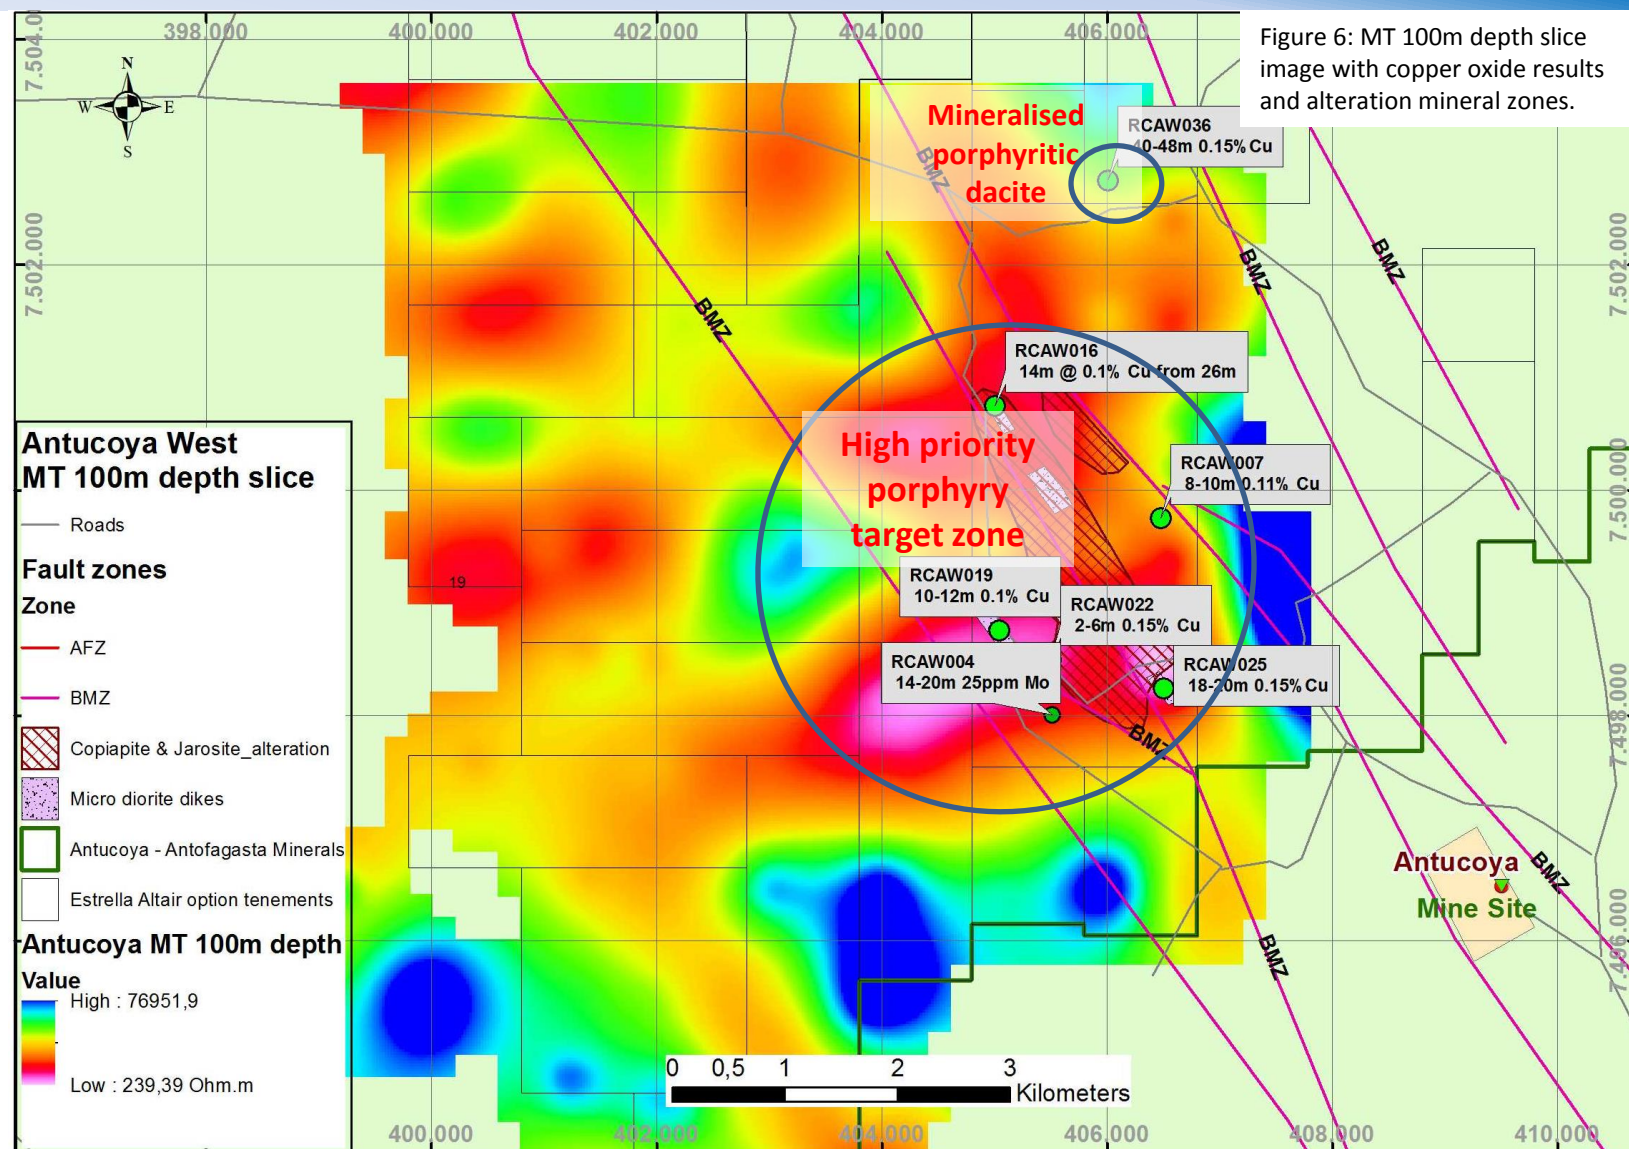 398.000
400.000
402.000
404.000
406.000
Figure 6: MT 100m depth slice
image with copper oxide results
and alteration mineral zones.
7.504.0
N
W
E
S
Mineralised
porphyritic
dacite
RCAW036
40-48m 0.15% Cu
BMZ
BMZ
BMZ
7.502.000
7.502.000
BMZ
RCAW016
14m @ 0.1% Cu from 26m
High priority
porphyry
target zone
RCAW007
8-10m 0.11% Cu
7.500.000
RCAW019
10-12m 0.1% Cu
RCAW022
2-6m 0.15% Cu
RCAW004
14-20m 25ppm Mo
RCAW025
18-20m 0.15% Cu
19
7.498.000
BMZ
Antucoya
Mine Site
BMZ
BMZ
7.496.000
Antucoya West
MT 100m depth slice
Roads
Fault zones
Zone
AFZ
BMZ
Copiapite & Jarosite_alteration
Micro diorite dikes
Antucoya - Antofagasta Minerals
Estrella Altair option tenements
Antucoya MT 100m depth
Value
High : 76951,9
Low : 239,39 Ohm.m
0 0,5 1 2 3
Kilometers
400.000
402.000
404.000
406.000
408.000
410.000